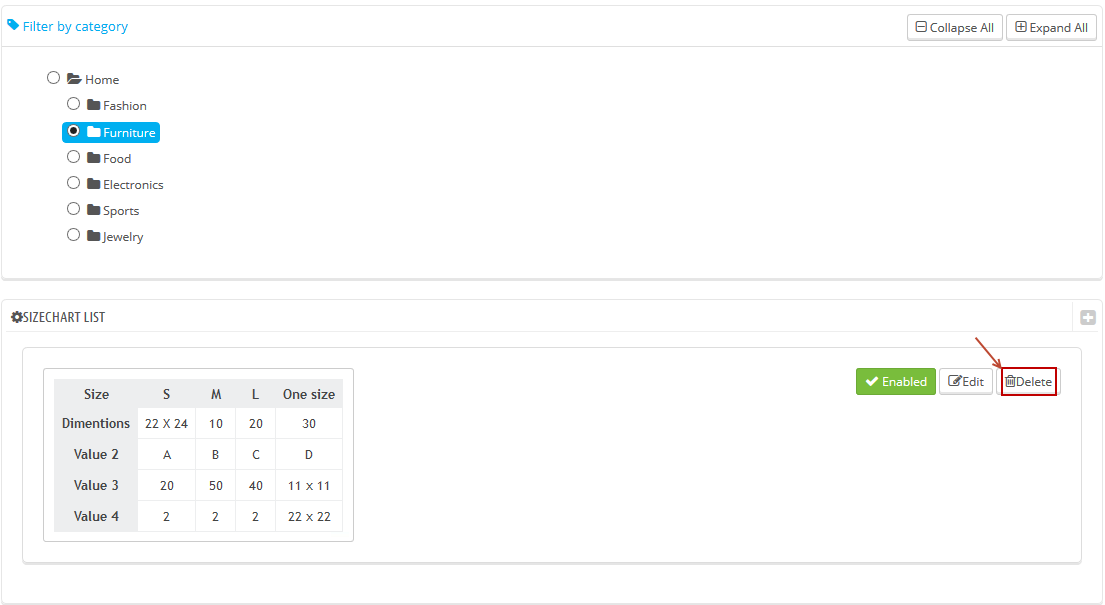 Filter by category
Collapse All Expand All
Home
Fashion
Furniture
Food
Electronics
Sports
Jewelry
SIZECHART LIST
Enabled Edit Delete
Size S M L One size
Dimentions 22 X 24 10 20 30
Value 2 A B C D
Value 3 20 50 40 11 x 11
Value 4 2 2 2 22 x 22